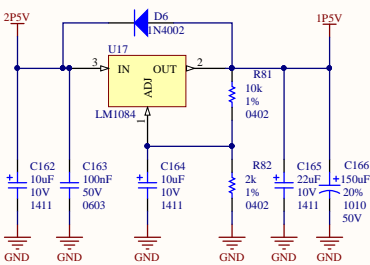 2P5V
D6
1N4002
1P5V
U17
3
IN
OUT
2
ADJ
LM1084
1
R81
10k
1%
0402
C162
10uF
10V
1411
C163
100nF
50V
0603
C164
10uF
10V
1411
R82
2k
1%
0402
C165
22uF
10V
1411
C166
150uF
20%
1010
50V
GND
GND
GND
GND
GND
GND